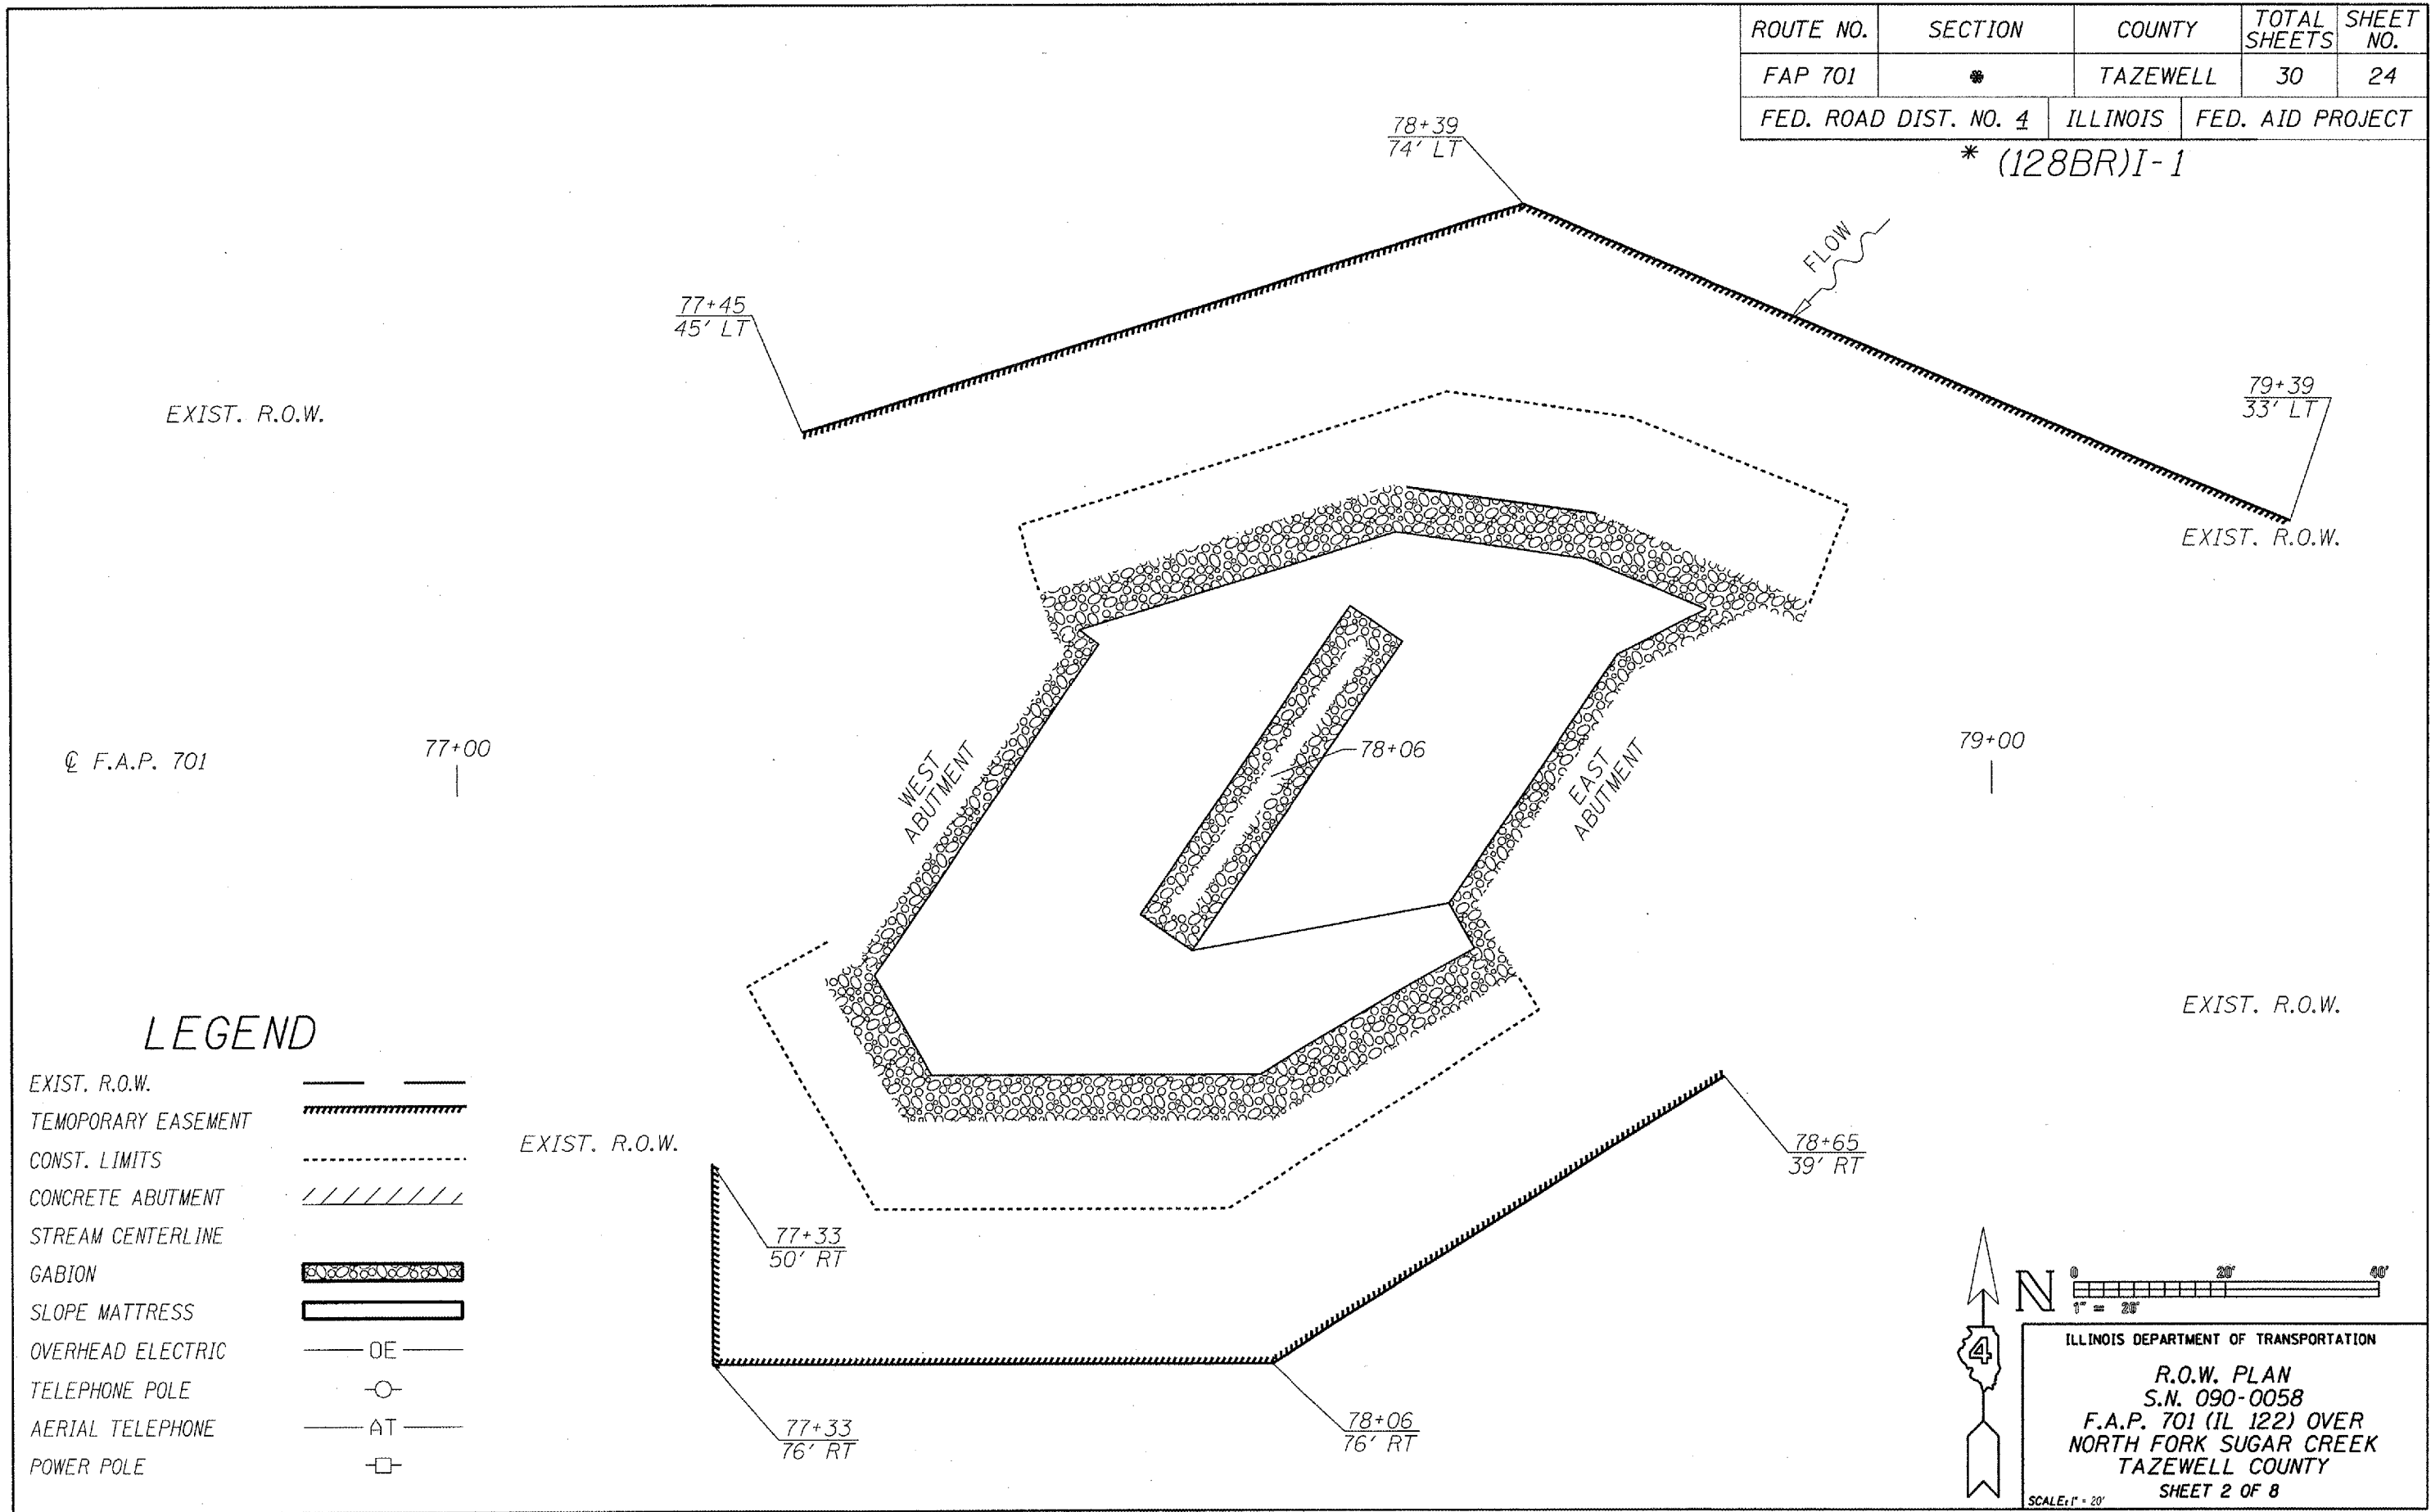 ROUTE NO. SECTION COUNTY TOTAL SHEETS SHEET NO.
FAP 701 * TAZEWELL 30 24
FED. ROAD DIST. NO. 4 ILLINOIS FED. AID PROJECT
* (128BR)I-1
78+39
74' LT
FLOW
77+45
45' LT
79+39
33' LT
EXIST. R.O.W.
EXIST. R.O.W.
℄ F.A.P. 701
77+00
WEST
ABUTMENT
78+06
EAST
ABUTMENT
79+00
EXIST. R.O.W.
EXIST. R.O.W.
78+65
39' RT
77+33
50' RT
77+33
76' RT
78+06
76' RT
LEGEND
EXIST. R.O.W.
TEMOPORARY EASEMENT
CONST. LIMITS
CONCRETE ABUTMENT
STREAM CENTERLINE
GABION
SLOPE MATTRESS
OVERHEAD ELECTRIC OE
TELEPHONE POLE
AERIAL TELEPHONE AT
POWER POLE
N
0 20' 40'
1" = 20'
4
ILLINOIS DEPARTMENT OF TRANSPORTATION
R.O.W. PLAN
S.N. 090-0058
F.A.P. 701 (IL 122) OVER
NORTH FORK SUGAR CREEK
TAZEWELL COUNTY
SHEET 2 OF 8
SCALE: 1" = 20'